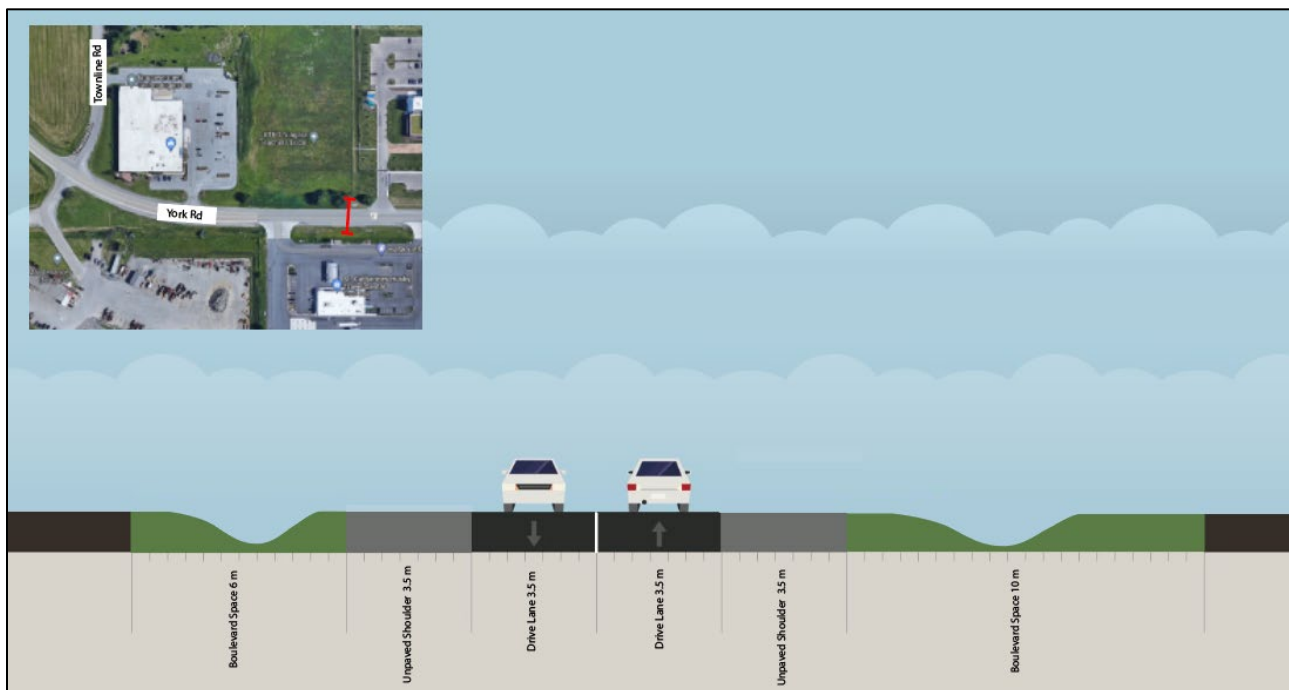 Townline Rd
York Rd
Boulevard Space 6 m
Unpaved Shoulder 3.5 m
Drive Lane 3.5 m
Drive Lane 3.5 m
Unpaved Shoulder 3.5 m
Boulevard Space 10 m